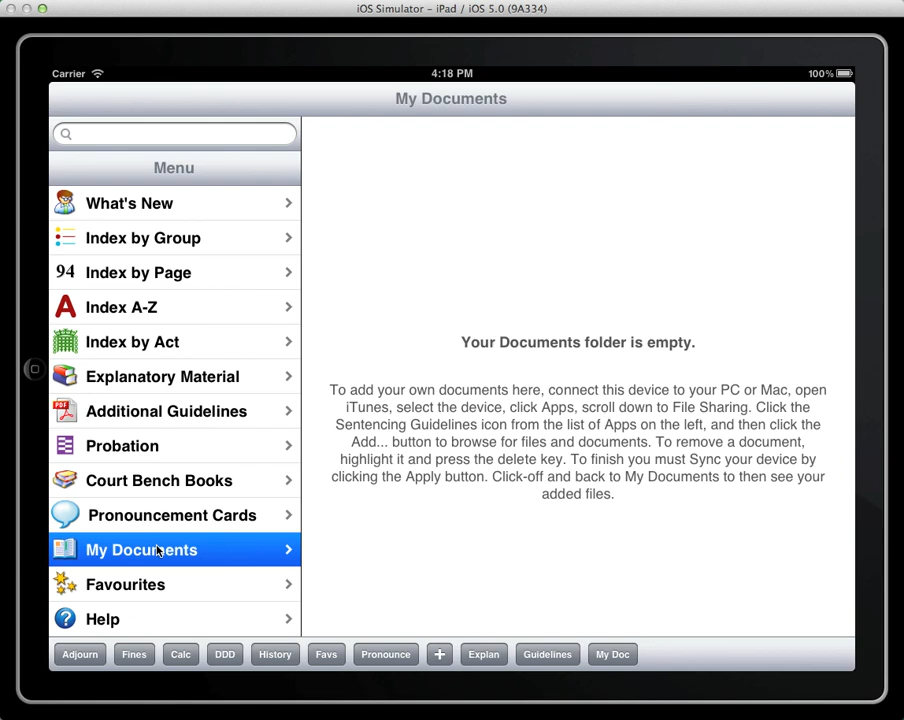 iOS Simulator – iPad / iOS 5.0 (9A334)
Carrier 4:18 PM 100%
My Documents
Menu
What's New
Index by Group
94 Index by Page
A Index A-Z
Index by Act
Explanatory Material
PDF Additional Guidelines
Probation
Court Bench Books
Pronouncement Cards
My Documents
Favourites
? Help
Your Documents folder is empty.
To add your own documents here, connect this device to your PC or Mac, open
iTunes, select the device, click Apps, scroll down to File Sharing. Click the
Sentencing Guidelines icon from the list of Apps on the left, and then click the
Add... button to browse for files and documents. To remove a document,
highlight it and press the delete key. To finish you must Sync your device by
clicking the Apply button. Click-off and back to My Documents to then see your
added files.
Adjourn Fines Calc DDD History Favs Pronounce + Explan Guidelines My Doc